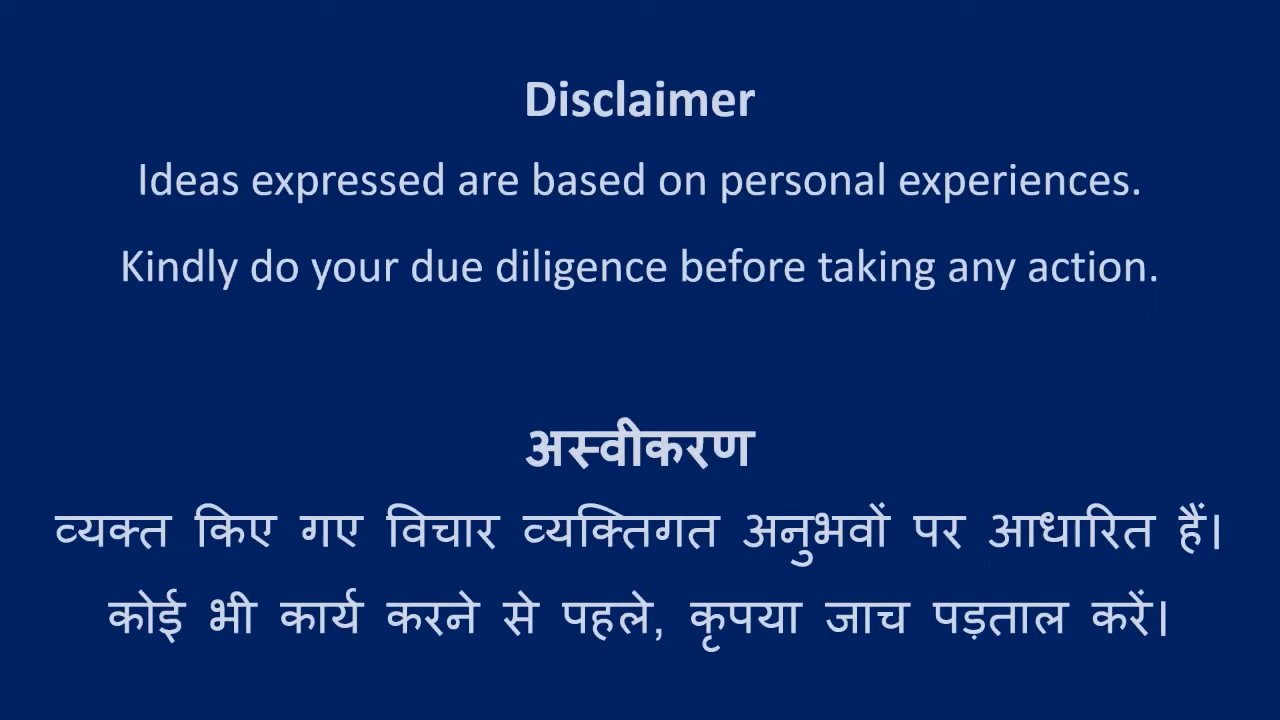 Disclaimer
Ideas expressed are based on personal experiences.
Kindly do your due diligence before taking any action.
अस्वीकरण
व्यक्त किए गए विचार व्यक्तिगत अनुभवों पर आधारित हैं।
कोई भी कार्य करने से पहले, कृपया जाच पड़ताल करें।